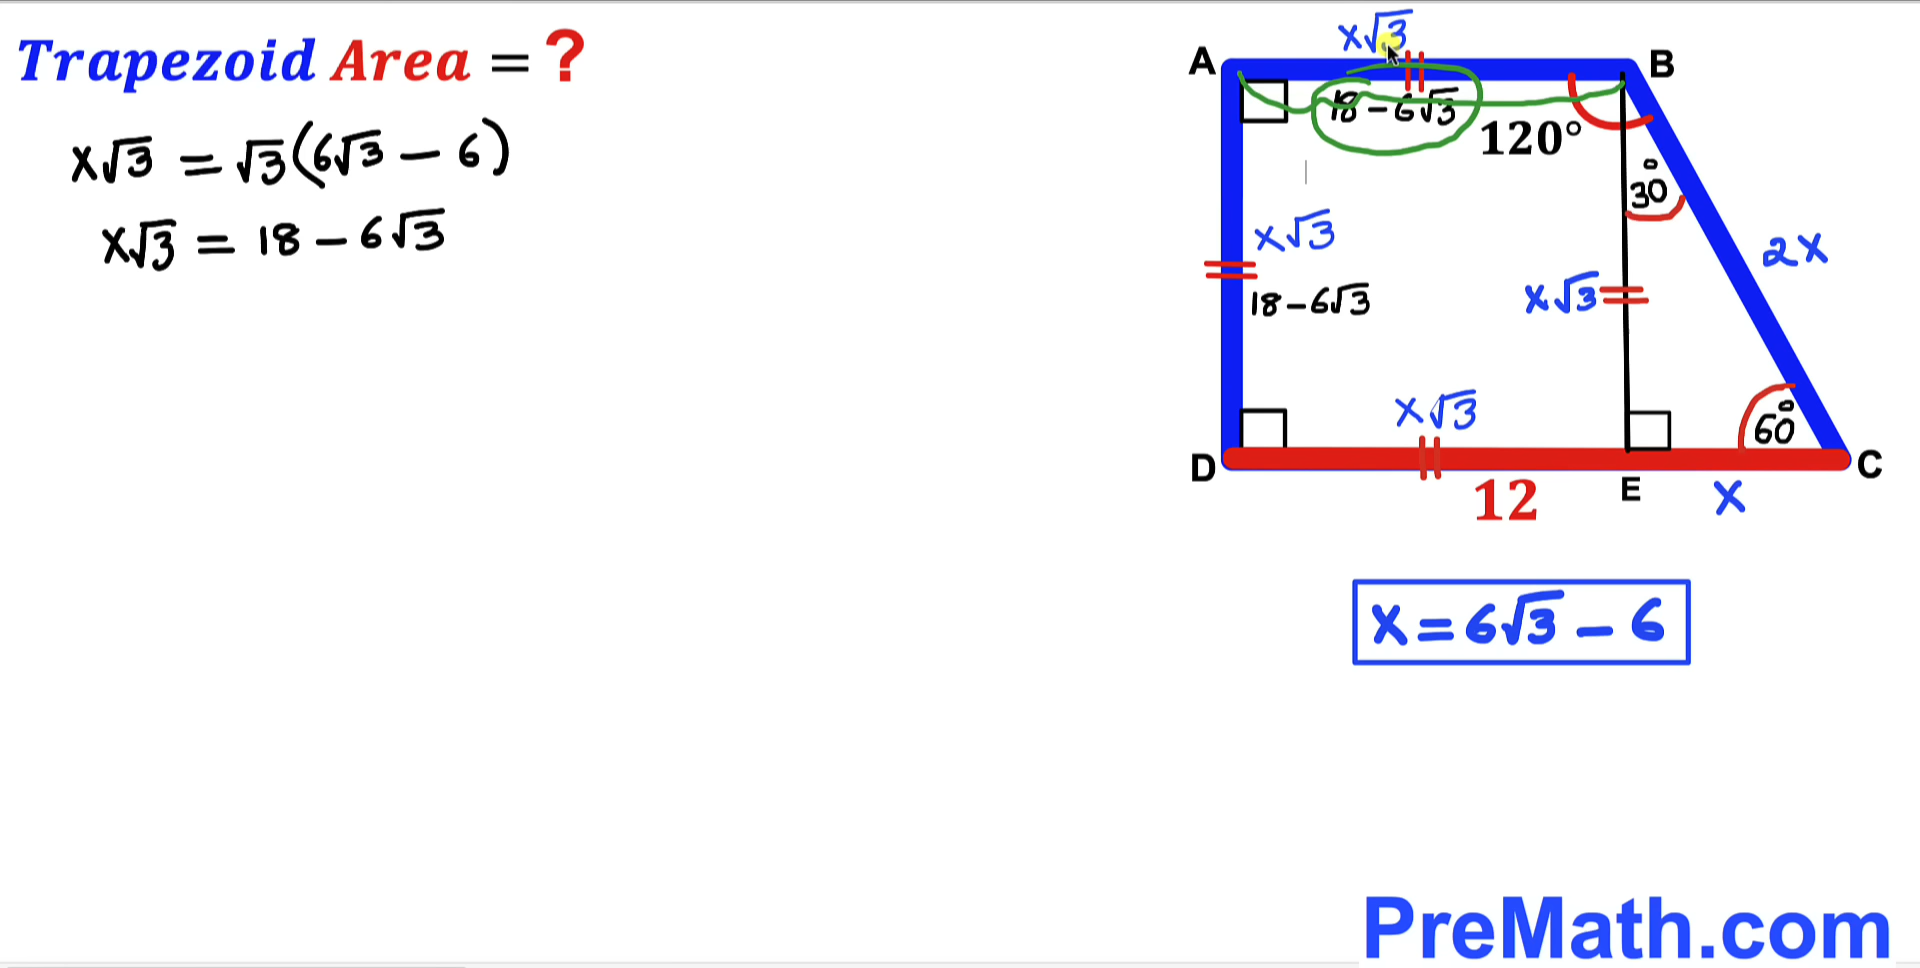 Trapezoid Area = ?
x√3 = √3(6√3 – 6)
x√3 = 18 – 6√3
x√3
A
B
18 – 6√3
120°
30°
x√3
2x
18 – 6√3
x√3
x√3
60°
D
C
12
E
x
x = 6√3 – 6
PreMath.com